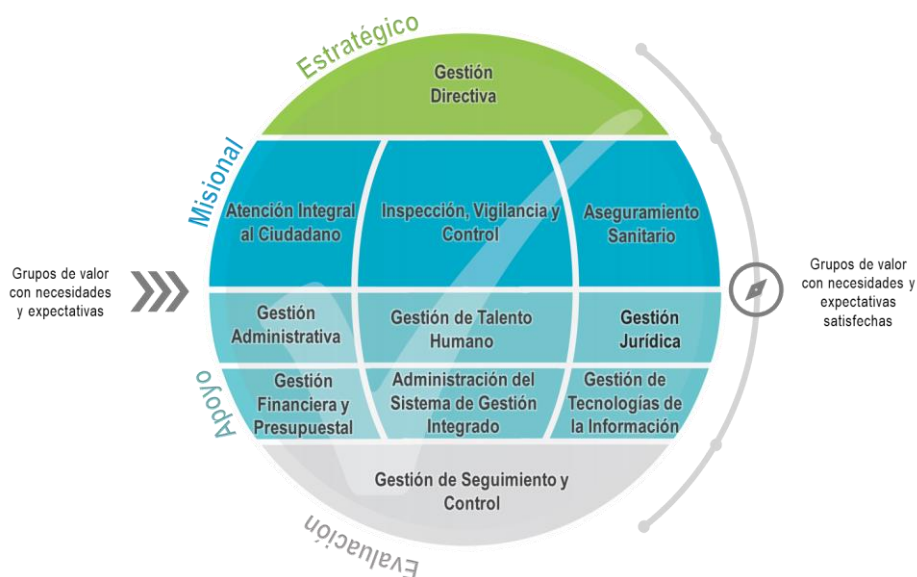 Estratégico
Gestión
Directiva
Misional
Atención Integral
al Ciudadano
Inspección, Vigilancia y
Control
Aseguramiento
Sanitario
Grupos de valor
con necesidades
y expectativas
Grupos de valor
con necesidades y
expectativas
satisfechas
Apoyo
Gestión
Administrativa
Gestión de Talento
Humano
Gestión
Jurídica
Gestión
Financiera y
Presupuestal
Administración del
Sistema de Gestión
Integrado
Gestión de
Tecnologías de
la Información
Gestión de Seguimiento y
Control
Evaluación